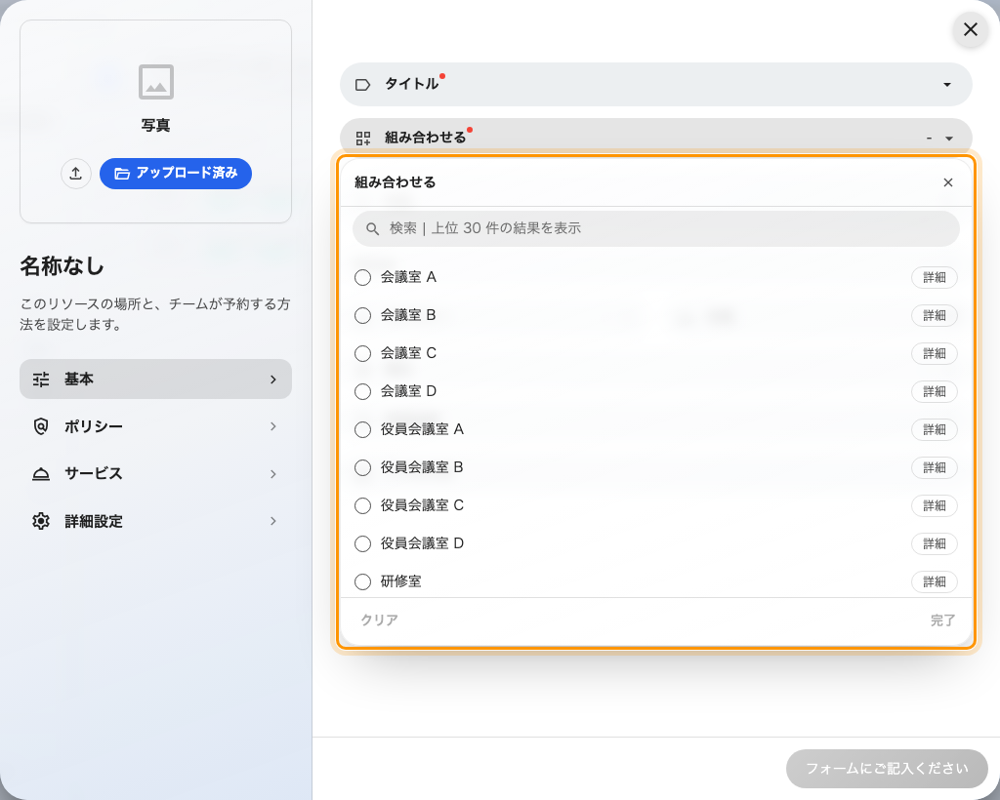 写真
アップロード済み
名称なし
このリソースの場所と、チームが予約する方
法を設定します。
基本
ポリシー
サービス
詳細設定
タイトル
組み合わせる -
組み合わせる
検索 | 上位 30 件の結果を表示
会議室 A 詳細
会議室 B 詳細
会議室 C 詳細
会議室 D 詳細
役員会議室 A 詳細
役員会議室 B 詳細
役員会議室 C 詳細
役員会議室 D 詳細
研修室 詳細
クリア 完了
フォームにご記入ください